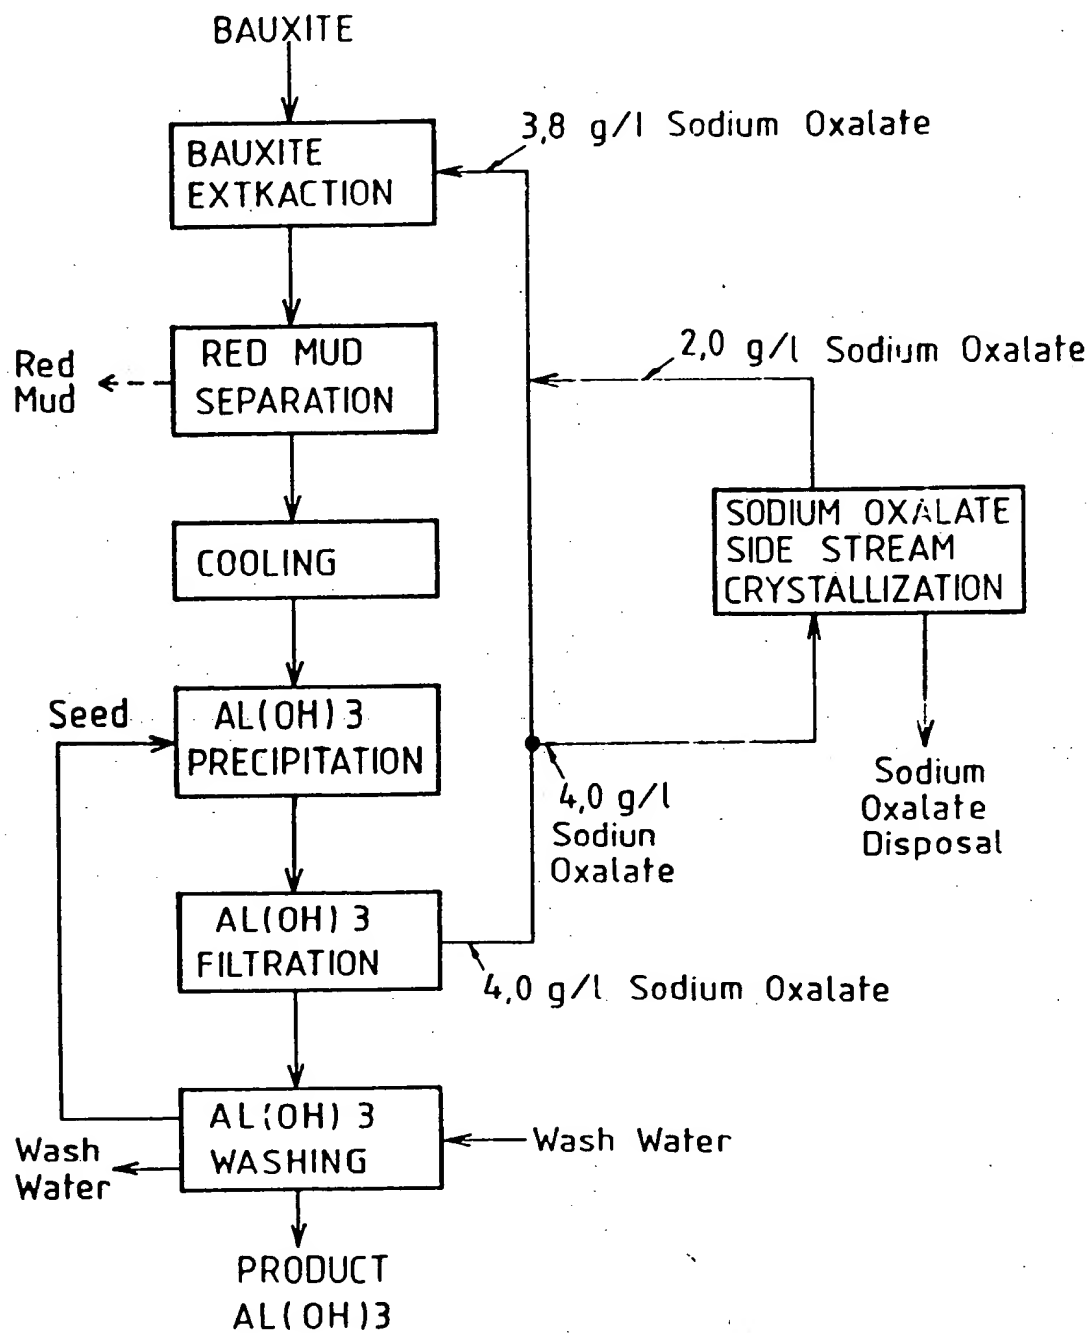 BAUXITE
3,8 g/l Sodium Oxalate
BAUXITE
EXTKACTION
2,0 g/l Sodium Oxalate
Red
Mud
RED MUD
SEPARATION
SODIUM OXALATE
SIDE STREAM
CRYSTALLIZATION
COOLING
Seed
AL(OH)3
PRECIPITATION
4,0 g/l
Sodiun
Oxalate
Sodium
Oxalate
Disposal
AL(OH)3
FILTRATION
4,0 g/l Sodium Oxalate
AL(OH)3
WASHING
Wash Water
Wash
Water
PRODUCT
AL(OH)3